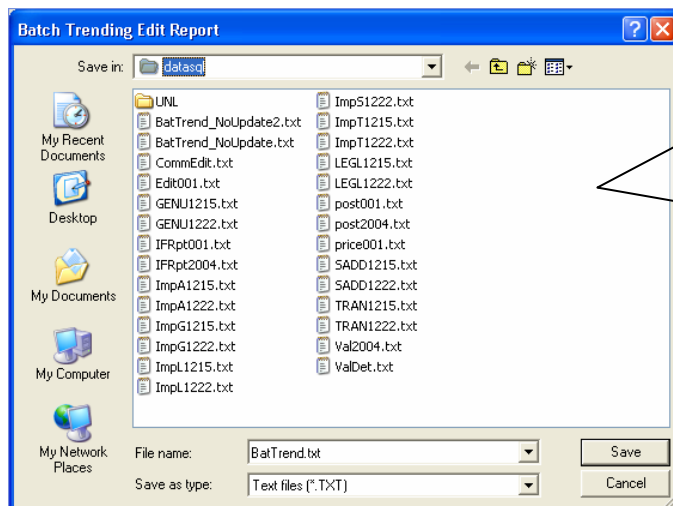 Batch Trending Edit Report
Save in: datasq
My Recent Documents
Desktop
My Documents
My Computer
My Network Places
UNL
BatTrend_NoUpdate2.txt
BatTrend_NoUpdate.txt
CommEdit.txt
Edit001.txt
GENU1215.txt
GENU1222.txt
IFRpt001.txt
IFRpt2004.txt
ImpA1215.txt
ImpA1222.txt
ImpG1215.txt
ImpG1222.txt
ImpL1215.txt
ImpL1222.txt
ImpS1222.txt
ImpT1215.txt
ImpT1222.txt
LEGL1215.txt
LEGL1222.txt
post001.txt
post2004.txt
price001.txt
SADD1215.txt
SADD1222.txt
TRAN1215.txt
TRAN1222.txt
Val2004.txt
ValDet.txt
File name: BatTrend.txt Save
Save as type: Text files (*.TXT) Cancel